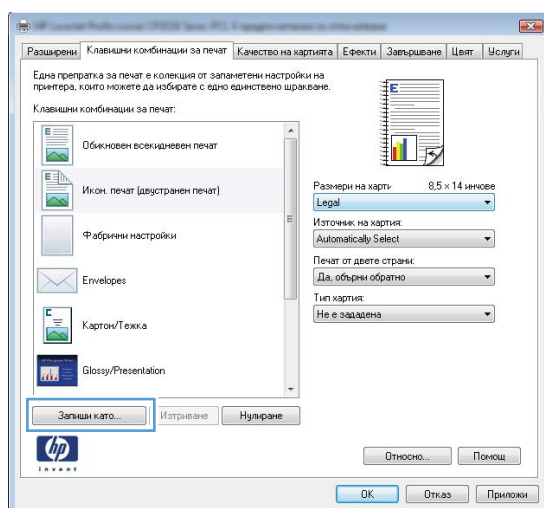 Разширени Клавишни комбинации за печат Качество на хартията Ефекти Завършване Цвят Услуги
Една препратка за печат е колекция от запаметени настройки на
принтера, които можете да избирате с едно единствено щракване.
Клавишни комбинации за печат:
Обикновен всекидневен печат
Икон. печат (двустранен печат)
Фабрични настройки
Envelopes
Картон/Тежка
Glossy/Presentation
Запиши като... Изтриване Нулиране
Размери на харти 8,5 × 14 инчове
Legal
Източник на хартия:
Automatically Select
Печат от двете страни:
Да, обърни обратно
Тип хартия:
Не е зададена
hp
invent
Относно... Помощ
OK Отказ Приложи